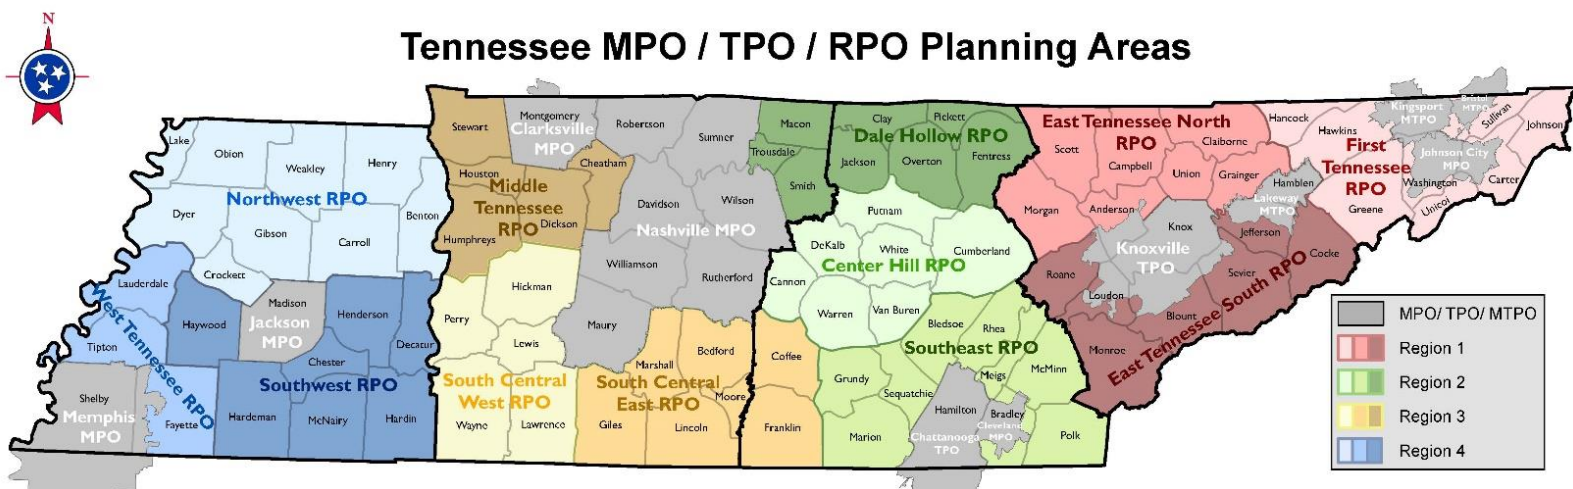 N
Tennessee MPO / TPO / RPO Planning Areas
Lake
Obion
Weakley
Henry
Northwest RPO
Dyer
Gibson
Carroll
Benton
Crockett
Lauderdale
Tipton
West Tennessee RPO
Fayette
Shelby
Memphis
MPO
Haywood
Madison
Jackson
MPO
Henderson
Decatur
Chester
Southwest RPO
Hardeman
McNairy
Hardin
Stewart
Houston
Middle
Tennessee
RPO
Humphreys
Dickson
Cheatham
Montgomery
Clarksville
MPO
Robertson
Sumner
Davidson
Wilson
Nashville MPO
Williamson
Rutherford
Maury
Hickman
Perry
Lewis
South Central
West RPO
Wayne
Lawrence
Marshall
Bedford
South Central
East RPO
Moore
Giles
Lincoln
Coffee
Franklin
Macon
Trousdale
Smith
Clay
Pickett
Dale Hollow RPO
Jackson
Overton
Fentress
Putnam
DeKalb
White
Cumberland
Center Hill RPO
Cannon
Warren
Van Buren
Bledsoe
Rhea
Southeast RPO
Meigs
McMinn
Grundy
Sequatchie
Marion
Hamilton
Chattanooga
TPO
Bradley
Cleveland
MPO
Polk
East Tennessee North
RPO
Scott
Campbell
Claiborne
Union
Grainger
Morgan
Anderson
Knox
Knoxville
TPO
Roane
Loudon
Blount
Monroe
Sevier
Jefferson
Cocke
East Tennessee South RPO
Hamblen
Lakeway
MTPO
Hancock
Hawkins
First
Tennessee
RPO
Greene
Kingsport
MTPO
Bristol
MTPO
Sullivan
Johnson
Johnson City
MPO
Washington
Carter
Unicoi
MPO/ TPO/ MTPO
Region 1
Region 2
Region 3
Region 4